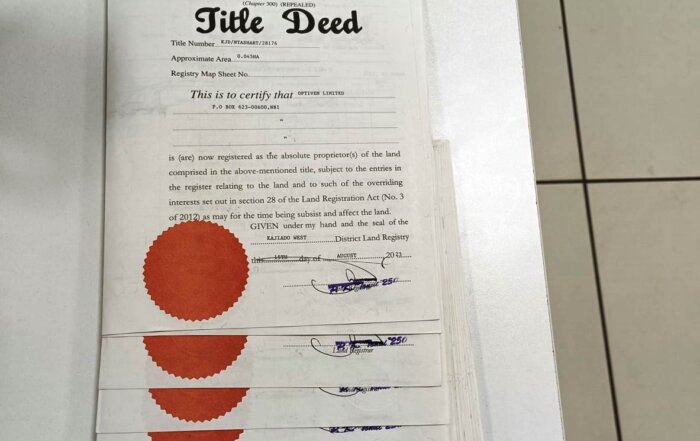 (Chapter 300) (REPEALED)
Title Deed
Title Number KJD/NTASHART/28176
Approximate Area 0.045HA
Registry Map Sheet No.
This is to certify that OPTIVEN LIMITED
P.O BOX 623-00600,NBI
"
"
is (are) now registered as the absolute proprietor(s) of the land
comprised in the above-mentioned title, subject to the entries in
the register relating to the land and to such of the overriding
interests set out in section 28 of the Land Registration Act (No. 3
of 2012) as may for the time being subsist and affect the land.
GIVEN under my hand and the seal of the
KAJIADO WEST District Land Registry
this 15TH day of AUGUST 2023
250
250
Land Registrar